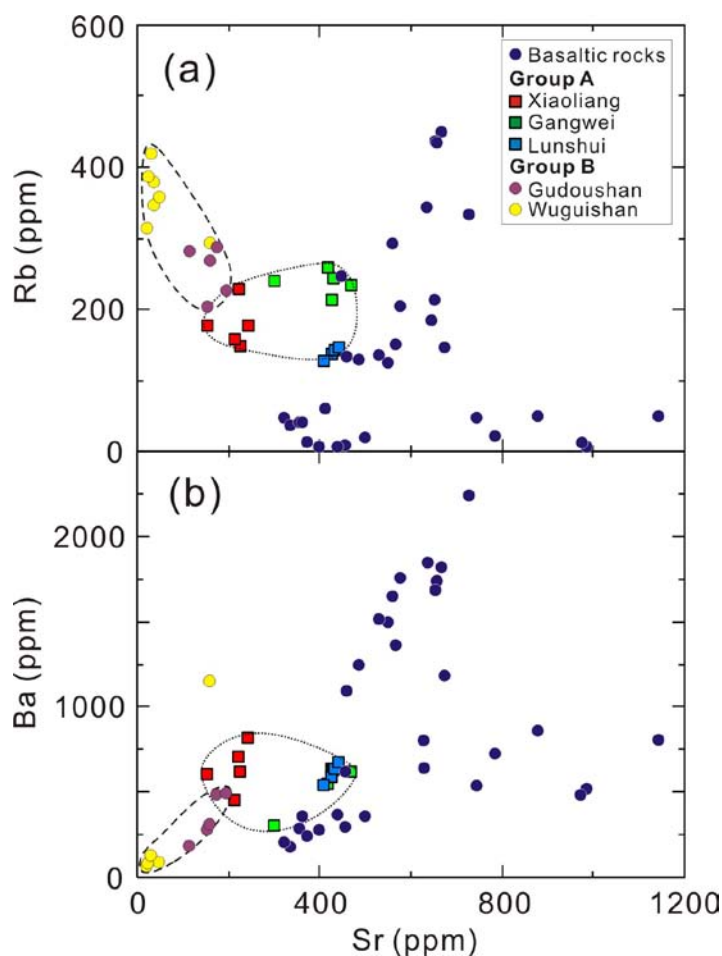 600
(a)
Basaltic rocks
Group A
Xiaoliang
Gangwei
Lunshui
Group B
Gudoushan
Wuguishan
400
Rb (ppm)
200
0
(b)
2000
Ba (ppm)
1000
0
0
400
800
1200
Sr (ppm)